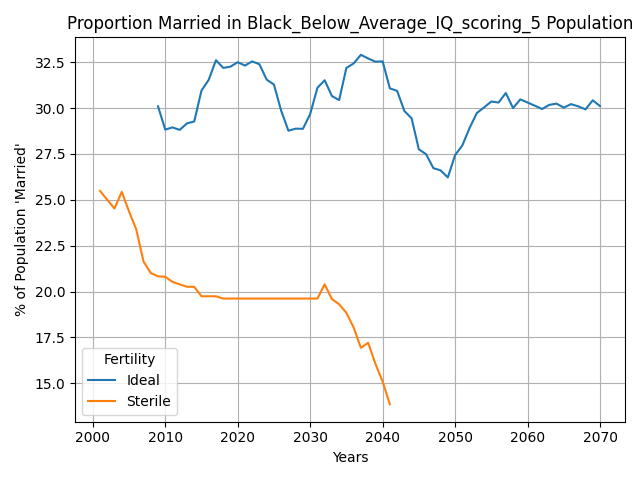 Proportion Married in Black_Below_Average_IQ_scoring_5 Population
% of Population 'Married'
32.5
30.0
27.5
25.0
22.5
20.0
17.5
15.0
Fertility
Ideal
Sterile
2000 2010 2020 2030 2040 2050 2060 2070
Years